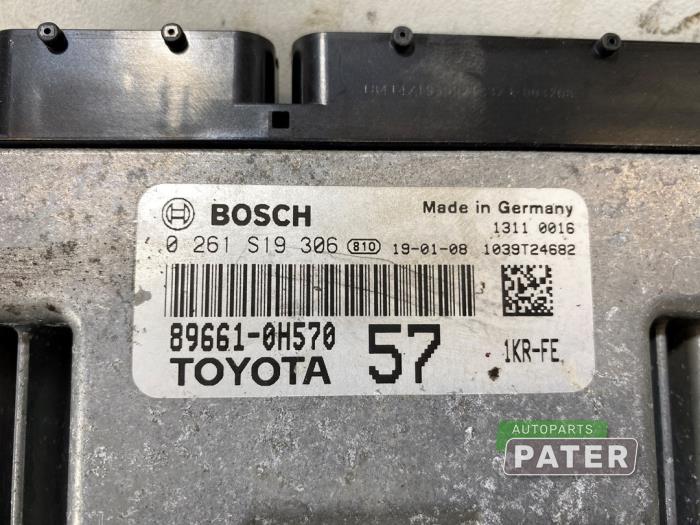 BOSCH
Made in Germany
1311 0016
0 261 S19 306 810 19-01-08 1039T24682
89661-0H570
57
1KR-FE
TOYOTA
AUTOPARTS
PATER